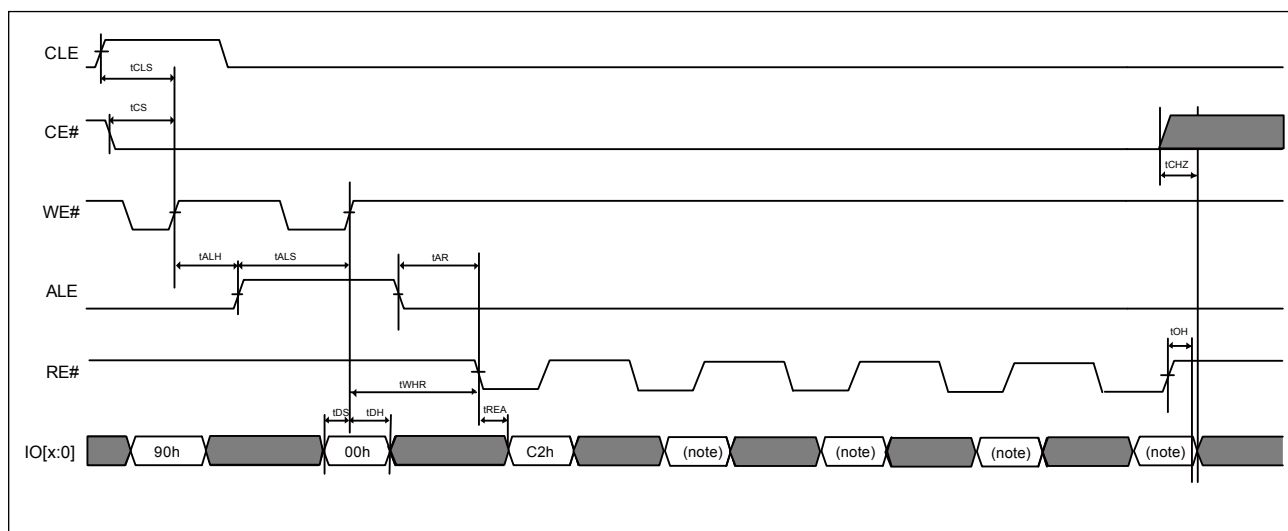 CLE
tCLS
tCS
CE#
tCHZ
WE#
tALH
tALS
tAR
ALE
tOH
RE#
tWHR
tDS
tDH
tREA
IO[x:0]
90h
00h
C2h
(note)
(note)
(note)
(note)